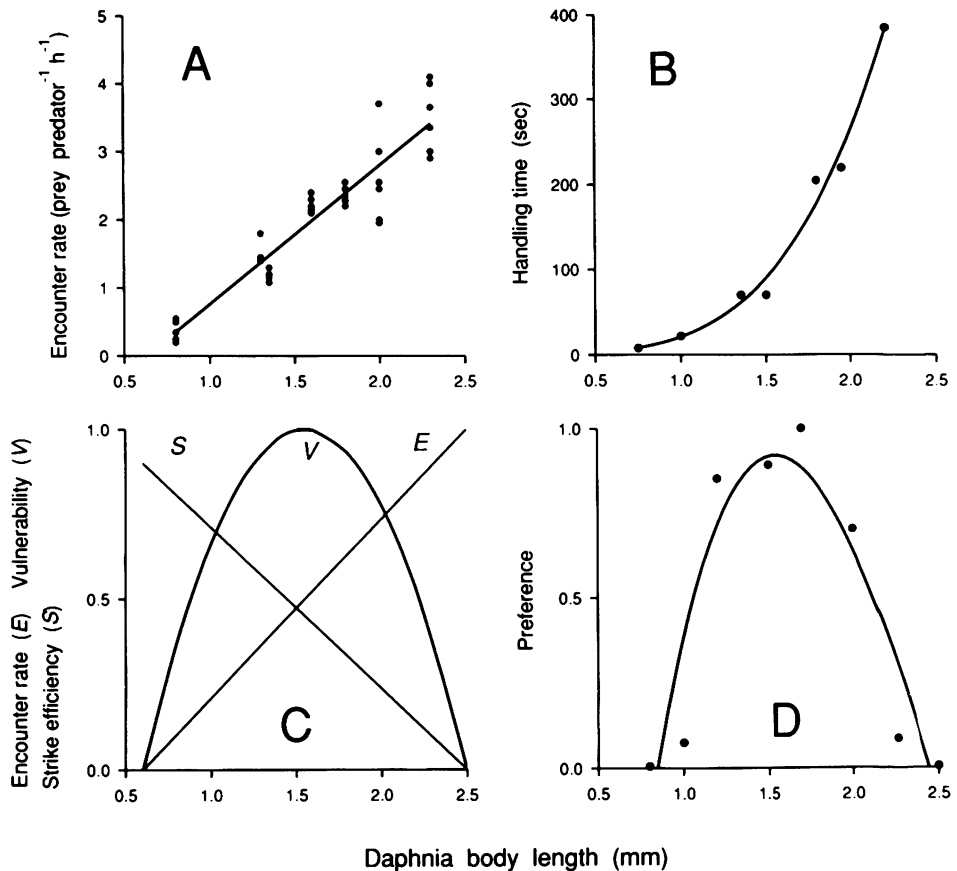 A
Encounter rate (prey predator⁻¹ h⁻¹)
5
4
3
2
1
0
0.5 1.0 1.5 2.0 2.5
B
Handling time (sec)
400
300
200
100
0
0.5 1.0 1.5 2.0 2.5
C
Encounter rate (E) Vulnerability (V)
Strike efficiency (S)
S V E
1.0
0.5
0.0
0.5 1.0 1.5 2.0 2.5
D
Preference
1.0
0.5
0.0
0.5 1.0 1.5 2.0 2.5
Daphnia body length (mm)